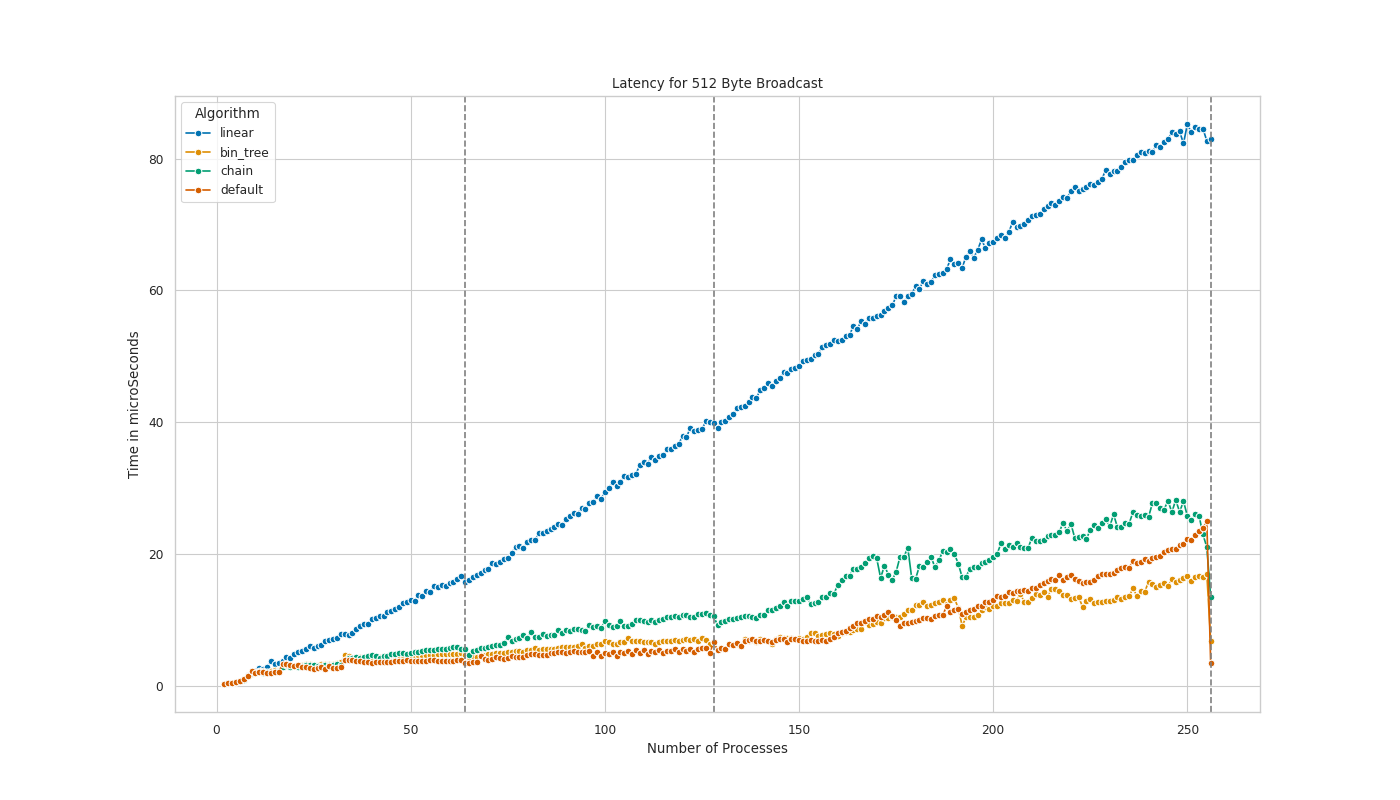 Latency for 512 Byte Broadcast
Algorithm
linear
bin_tree
chain
default
80
60
40
20
0
Time in microSeconds
0 50 100 150 200 250
Number of Processes